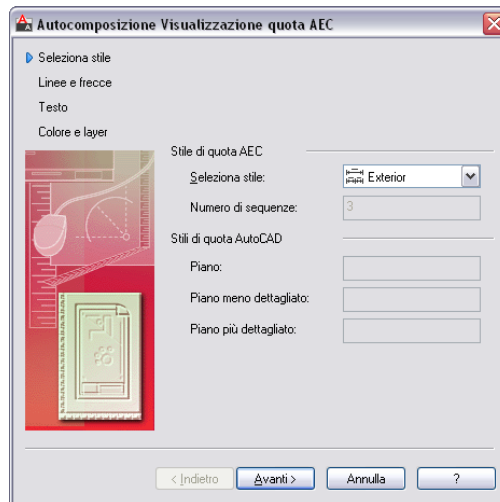 Autocomposizione Visualizzazione quota AEC
Seleziona stile
Linee e frecce
Testo
Colore e layer
Stile di quota AEC
Seleziona stile: Exterior
Numero di sequenze: 3
Stili di quota AutoCAD
Piano:
Piano meno dettagliato:
Piano più dettagliato:
< Indietro Avanti > Annulla ?